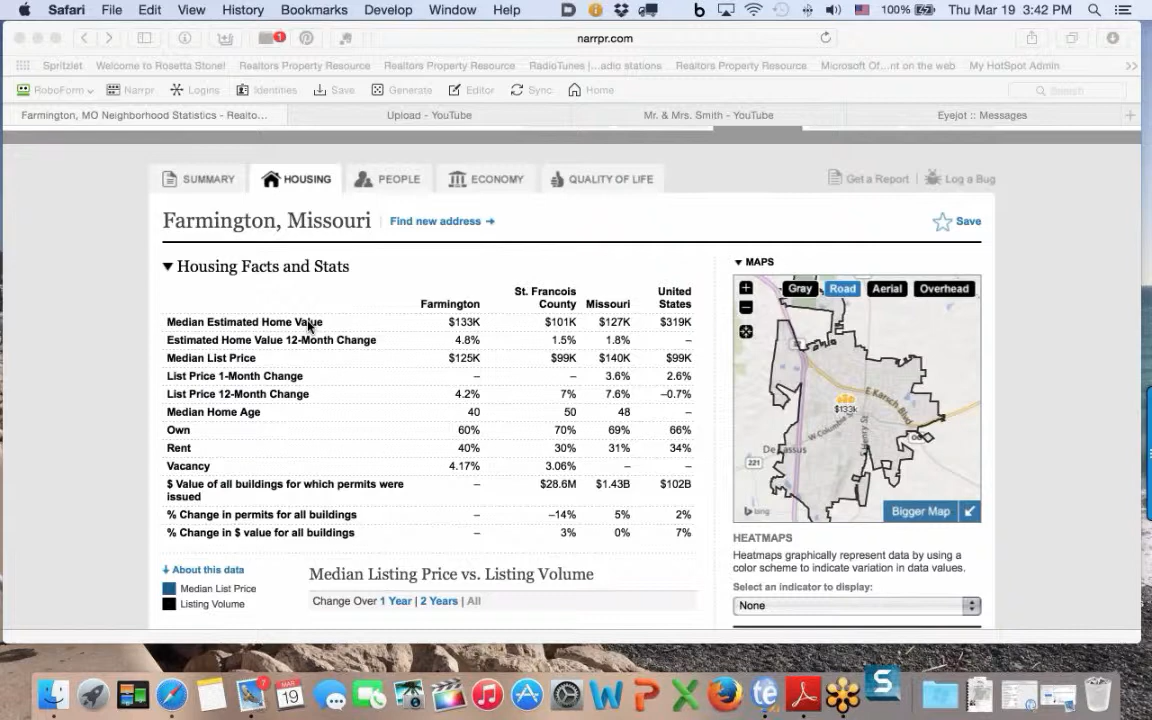 Safari File Edit View History Bookmarks Develop Window Help 100% Thu Mar 19 3:42 PM
1 narrpr.com
Spritzlet Welcome to Rosetta Stone! Realtors Property Resource Realtors Property Resource RadioTunes |...adio stations Realtors Property Resource Microsoft Of...nt on the web My HotSpot Admin >>
RoboForm Narrpr Logins Identities Save Generate Editor Sync Home Search
Farmington, MO Neighborhood Statistics - Realto... Upload - YouTube Mr. & Mrs. Smith - YouTube Eyejot :: Messages +
SUMMARY HOUSING PEOPLE ECONOMY QUALITY OF LIFE Get a Report Log a Bug
Farmington, Missouri Find new address → Save
Housing Facts and Stats
Farmington St. Francois County Missouri United States
Median Estimated Home Value $133K $101K $127K $319K
Estimated Home Value 12-Month Change 4.8% 1.5% 1.8% –
Median List Price $125K $99K $140K $99K
List Price 1-Month Change – – 3.6% 2.6%
List Price 12-Month Change 4.2% 7% 7.6% –0.7%
Median Home Age 40 50 48 –
Own 60% 70% 69% 66%
Rent 40% 30% 31% 34%
Vacancy 4.17% 3.06% – –
$ Value of all buildings for which permits were issued – $28.6M $1.43B $102B
% Change in permits for all buildings – –14% 5% 2%
% Change in $ value for all buildings – 3% 0% 7%
About this data
Median List Price
Listing Volume
Median Listing Price vs. Listing Volume
Change Over 1 Year | 2 Years | All
MAPS
+ Gray Road Aerial Overhead
–
E Karsch Blvd
$133k
W Columbia
S Henry St
De Lassus
221
bing Bigger Map
HEATMAPS
Heatmaps graphically represent data by using a
color scheme to indicate variation in data values.
Select an indicator to display:
None
7 MAR 19 W P X te S